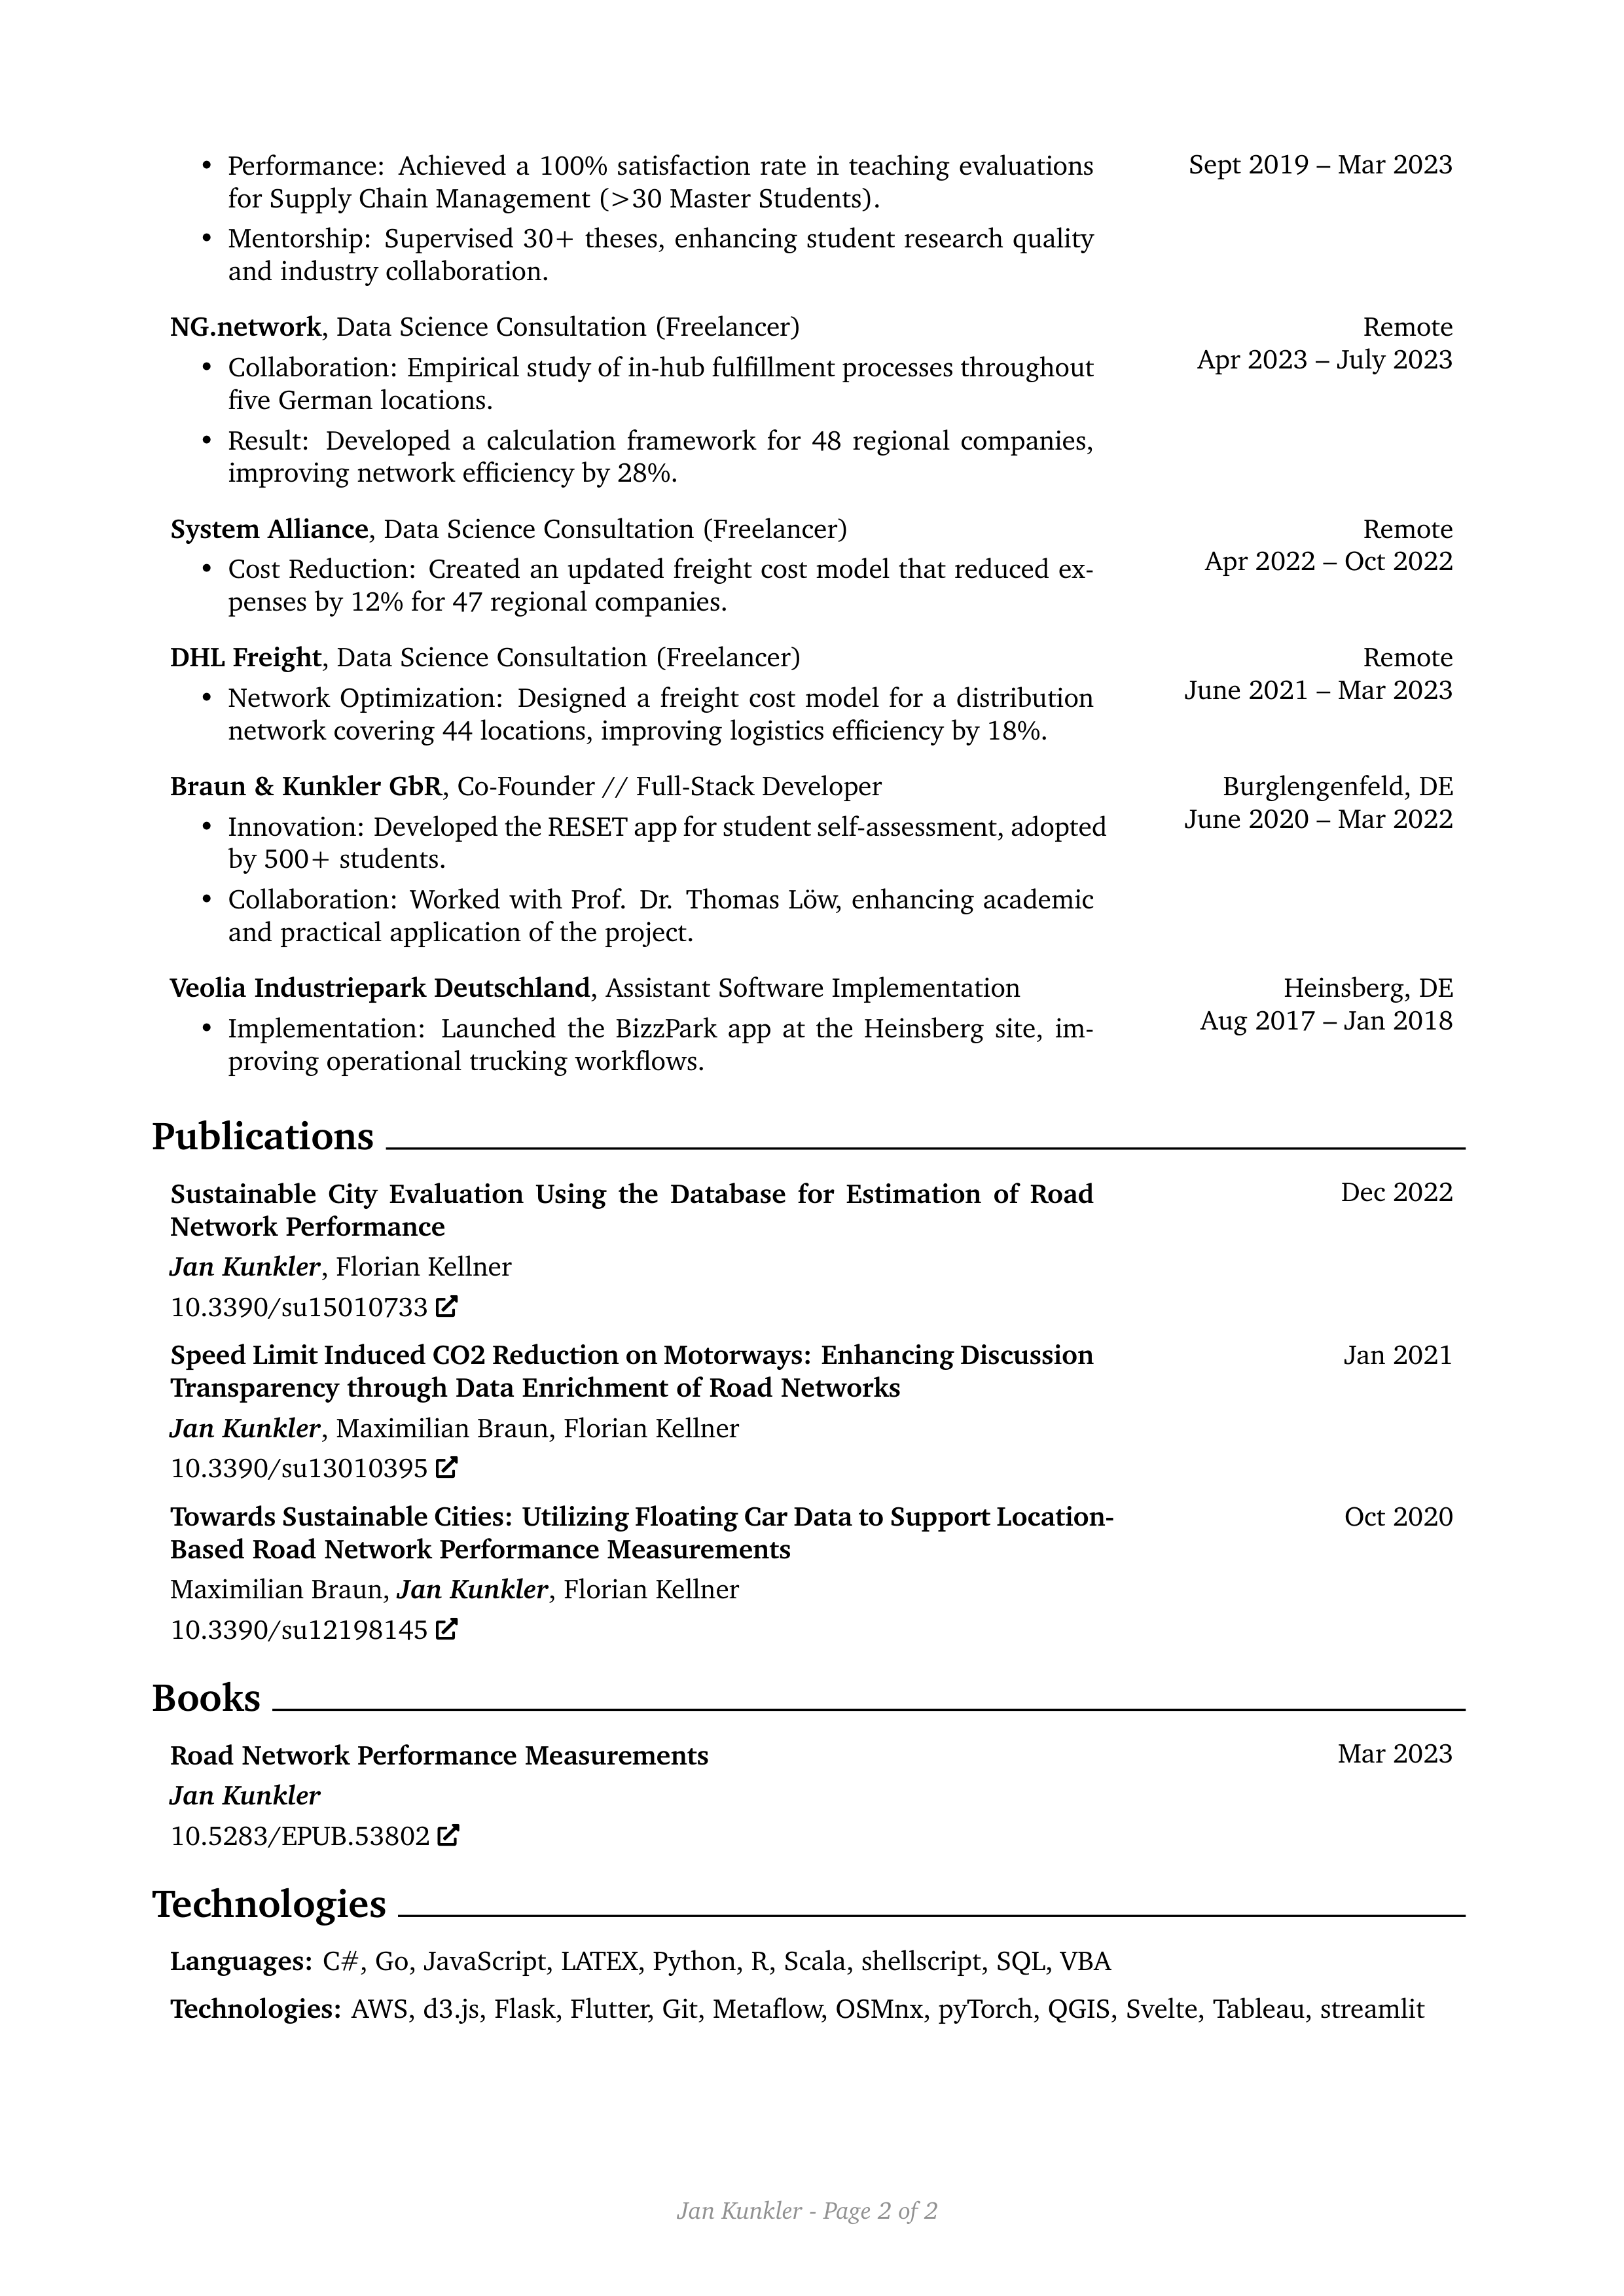 • Performance: Achieved a 100% satisfaction rate in teaching evaluations
for Supply Chain Management (>30 Master Students).
• Mentorship: Supervised 30+ theses, enhancing student research quality
and industry collaboration.
Sept 2019 – Mar 2023
NG.network, Data Science Consultation (Freelancer)
• Collaboration: Empirical study of in-hub fulfillment processes throughout
five German locations.
• Result: Developed a calculation framework for 48 regional companies,
improving network efficiency by 28%.
Remote
Apr 2023 – July 2023
System Alliance, Data Science Consultation (Freelancer)
• Cost Reduction: Created an updated freight cost model that reduced ex-
penses by 12% for 47 regional companies.
Remote
Apr 2022 – Oct 2022
DHL Freight, Data Science Consultation (Freelancer)
• Network Optimization: Designed a freight cost model for a distribution
network covering 44 locations, improving logistics efficiency by 18%.
Remote
June 2021 – Mar 2023
Braun & Kunkler GbR, Co-Founder // Full-Stack Developer
• Innovation: Developed the RESET app for student self-assessment, adopted
by 500+ students.
• Collaboration: Worked with Prof. Dr. Thomas Löw, enhancing academic
and practical application of the project.
Burglengenfeld, DE
June 2020 – Mar 2022
Veolia Industriepark Deutschland, Assistant Software Implementation
• Implementation: Launched the BizzPark app at the Heinsberg site, im-
proving operational trucking workflows.
Heinsberg, DE
Aug 2017 – Jan 2018
Publications
Sustainable City Evaluation Using the Database for Estimation of Road
Network Performance
Jan Kunkler, Florian Kellner
10.3390/su15010733
Dec 2022
Speed Limit Induced CO2 Reduction on Motorways: Enhancing Discussion
Transparency through Data Enrichment of Road Networks
Jan Kunkler, Maximilian Braun, Florian Kellner
10.3390/su13010395
Jan 2021
Towards Sustainable Cities: Utilizing Floating Car Data to Support Location-
Based Road Network Performance Measurements
Maximilian Braun, Jan Kunkler, Florian Kellner
10.3390/su12198145
Oct 2020
Books
Road Network Performance Measurements
Jan Kunkler
10.5283/EPUB.53802
Mar 2023
Technologies
Languages: C#, Go, JavaScript, LATEX, Python, R, Scala, shellscript, SQL, VBA
Technologies: AWS, d3.js, Flask, Flutter, Git, Metaflow, OSMnx, pyTorch, QGIS, Svelte, Tableau, streamlit
Jan Kunkler - Page 2 of 2